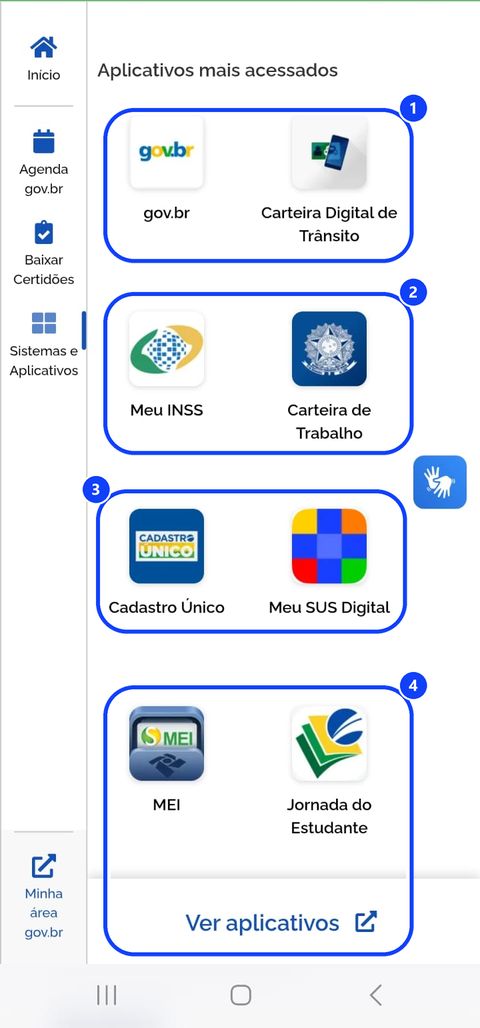 Início
Agenda
gov.br
Baixar
Certidões
Sistemas e
Aplicativos
Minha
área
gov.br
Aplicativos mais acessados
1
gov.br
gov.br
Carteira Digital de
Trânsito
2
Meu INSS
Carteira de
Trabalho
3
CADASTRO
ÚNICO
Cadastro Único
Meu SUS Digital
4
MEI
MEI
Jornada do
Estudante
Ver aplicativos